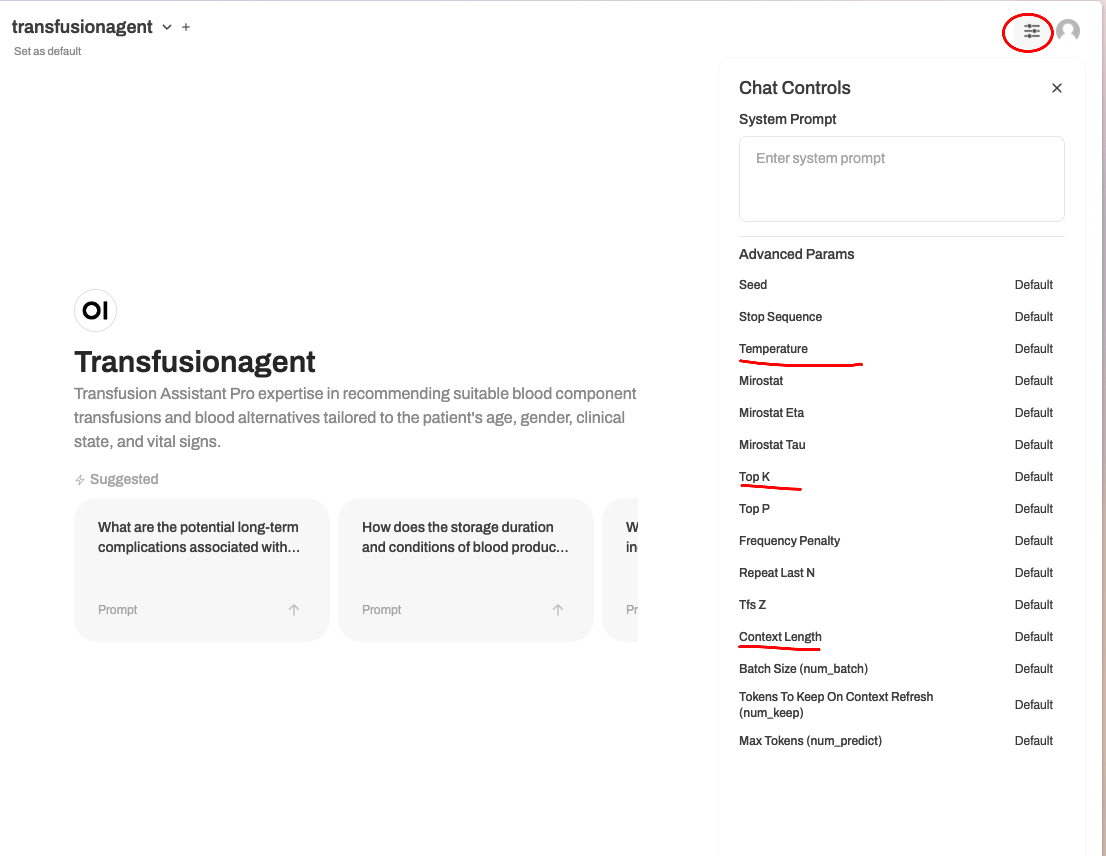 transfusionagent
Set as default
OI
Transfusionagent
Transfusion Assistant Pro expertise in recommending suitable blood component
transfusions and blood alternatives tailored to the patient's age, gender, clinical
state, and vital signs.
Suggested
What are the potential long-term
complications associated with...
Prompt
How does the storage duration
and conditions of blood produc...
Prompt
Chat Controls
System Prompt
Enter system prompt
Advanced Params
Seed Default
Stop Sequence Default
Temperature Default
Mirostat Default
Mirostat Eta Default
Mirostat Tau Default
Top K Default
Top P Default
Frequency Penalty Default
Repeat Last N Default
Tfs Z Default
Context Length Default
Batch Size (num_batch) Default
Tokens To Keep On Context Refresh
(num_keep) Default
Max Tokens (num_predict) Default